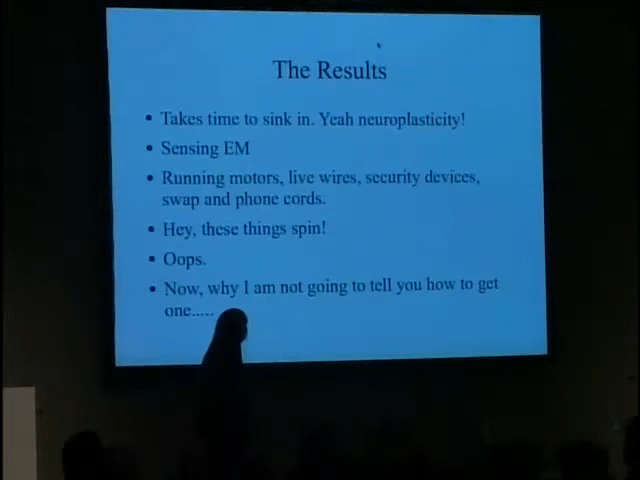 The Results
• Takes time to sink in. Yeah neuroplasticity!
• Sensing EM
• Running motors, live wires, security devices,
swap and phone cords.
• Hey, these things spin!
• Oops.
• Now, why I am not going to tell you how to get
one.....